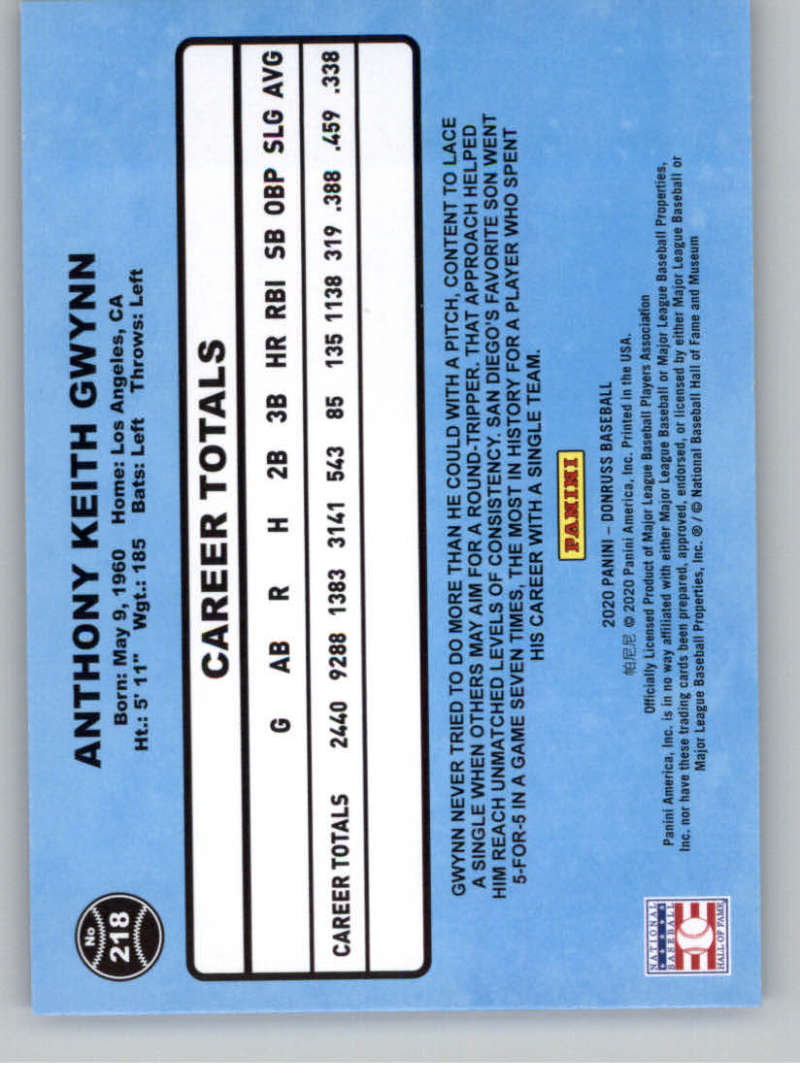 No
218
ANTHONY KEITH GWYNN
Born: May 9, 1960 Home: Los Angeles, CA
Ht.: 5' 11" Wgt.: 185 Bats: Left Throws: Left
CAREER TOTALS
G AB R H 2B 3B HR RBI SB OBP SLG AVG
CAREER TOTALS 2440 9288 1383 3141 543 85 135 1138 319 .388 .459 .338
GWYNN NEVER TRIED TO DO MORE THAN HE COULD WITH A PITCH, CONTENT TO LACE
A SINGLE WHEN OTHERS MAY AIM FOR A ROUND-TRIPPER. THAT APPROACH HELPED
HIM REACH UNMATCHED LEVELS OF CONSISTENCY. SAN DIEGO'S FAVORITE SON WENT
5-FOR-5 IN A GAME SEVEN TIMES, THE MOST IN HISTORY FOR A PLAYER WHO SPENT
HIS CAREER WITH A SINGLE TEAM.
PANINI
2020 PANINI – DONRUSS BASEBALL
帕尼尼 © 2020 Panini America, Inc. Printed in the USA.
Officially Licensed Product of Major League Baseball Players Association
Panini America, Inc. is in no way affiliated with either Major League Baseball or Major League Baseball Properties,
Inc. nor have these trading cards been prepared, approved, endorsed, or licensed by either Major League Baseball or
Major League Baseball Properties, Inc. ® / © National Baseball Hall of Fame and Museum
NATIONAL
BASEBALL
HALL OF FAME